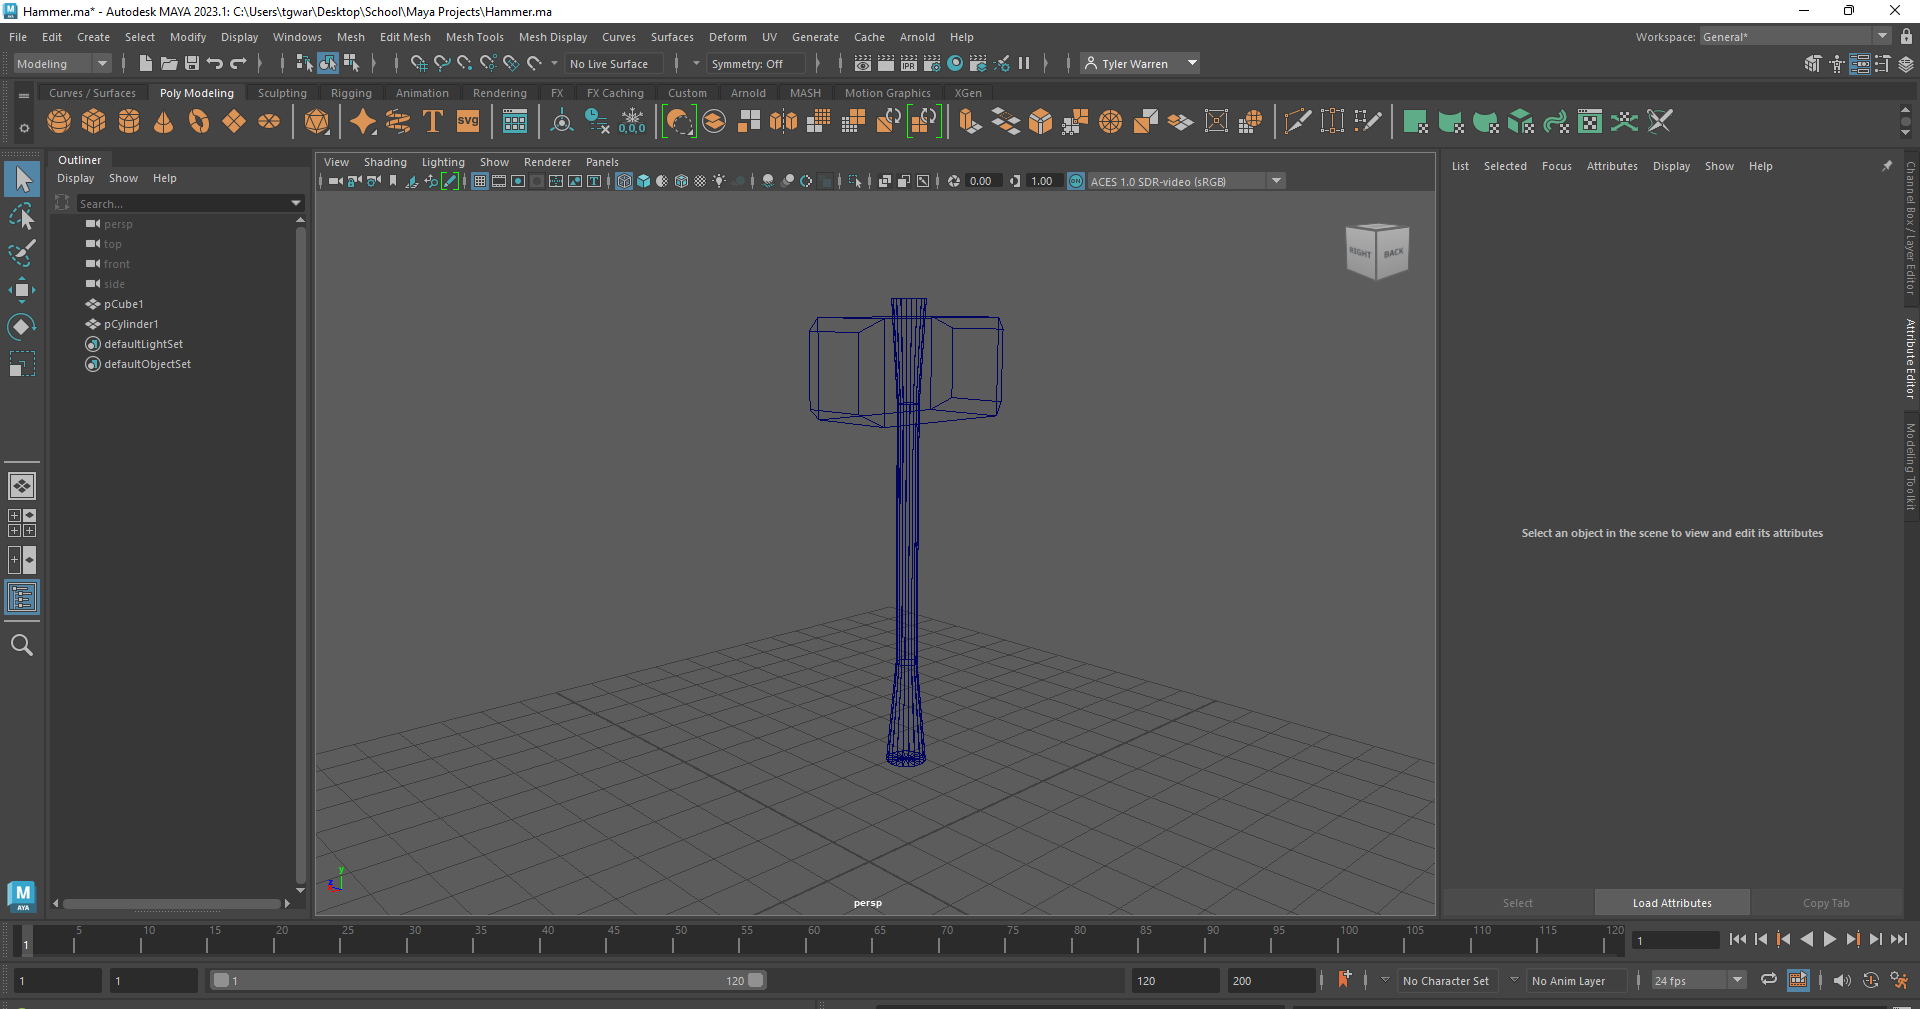 Hammer.ma* - Autodesk MAYA 2023.1: C:\Users\tgwar\Desktop\School\Maya Projects\Hammer.ma
File Edit Create Select Modify Display Windows Mesh Edit Mesh Mesh Tools Mesh Display Curves Surfaces Deform UV Generate Cache Arnold Help
Workspace: General*
Modeling No Live Surface Symmetry: Off IPR Tyler Warren
Curves / Surfaces Poly Modeling Sculpting Rigging Animation Rendering FX FX Caching Custom Arnold MASH Motion Graphics XGen
T SVG 0,0,0
Outliner
Display Show Help
Search...
persp
top
front
side
pCube1
pCylinder1
defaultLightSet
defaultObjectSet
View Shading Lighting Show Renderer Panels
0.00 1.00 ON ACES 1.0 SDR-video (sRGB)
RIGHT BACK
y
z
persp
List Selected Focus Attributes Display Show Help
Select an object in the scene to view and edit its attributes
Select Load Attributes Copy Tab
Channel Box / Layer Editor
Attribute Editor
Modeling Toolkit
M
AYA
1 5 10 15 20 25 30 35 40 45 50 55 60 65 70 75 80 85 90 95 100 105 110 115 120
1
1 1 1 120 120 200 No Character Set No Anim Layer 24 fps